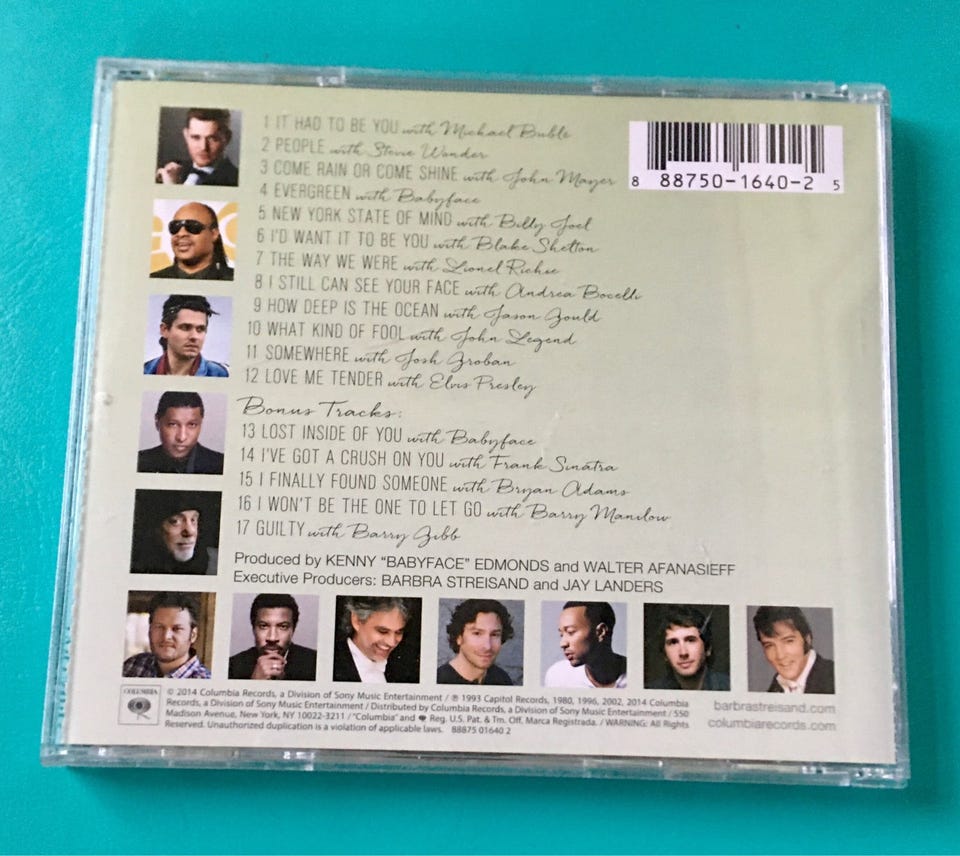 1 IT HAD TO BE YOU with Michael Buble
2 PEOPLE with Stevie Wonder
3 COME RAIN OR COME SHINE with John Mayer
4 EVERGREEN with Babyface
5 NEW YORK STATE OF MIND with Billy Joel
6 I'D WANT IT TO BE YOU with Blake Shelton
7 THE WAY WE WERE with Lionel Richie
8 I STILL CAN SEE YOUR FACE with Andrea Bocelli
9 HOW DEEP IS THE OCEAN with Jason Gould
10 WHAT KIND OF FOOL with John Legend
11 SOMEWHERE with Josh Groban
12 LOVE ME TENDER with Elvis Presley
Bonus Tracks:
13 LOST INSIDE OF YOU with Babyface
14 I'VE GOT A CRUSH ON YOU with Frank Sinatra
15 I FINALLY FOUND SOMEONE with Bryan Adams
16 I WON'T BE THE ONE TO LET GO with Barry Manilow
17 GUILTY with Barry Gibb
Produced by KENNY “BABYFACE” EDMONDS and WALTER AFANASIEFF
Executive Producers: BARBRA STREISAND and JAY LANDERS
8 88750-1640-2 5
COLUMBIA
© 2014 Columbia Records, a Division of Sony Music Entertainment / ℗ 1993 Capitol Records, 1980, 1996, 2002, 2014 Columbia
Records, a Division of Sony Music Entertainment / Distributed by Columbia Records, a Division of Sony Music Entertainment / 550
Madison Avenue, New York, NY 10022-3211 / "Columbia" and Reg. U.S. Pat. & Tm. Off. Marca Registrada. / WARNING: All Rights
Reserved. Unauthorized duplication is a violation of applicable laws. 88875 01640 2
barbrastreisand.com
columbiarecords.com